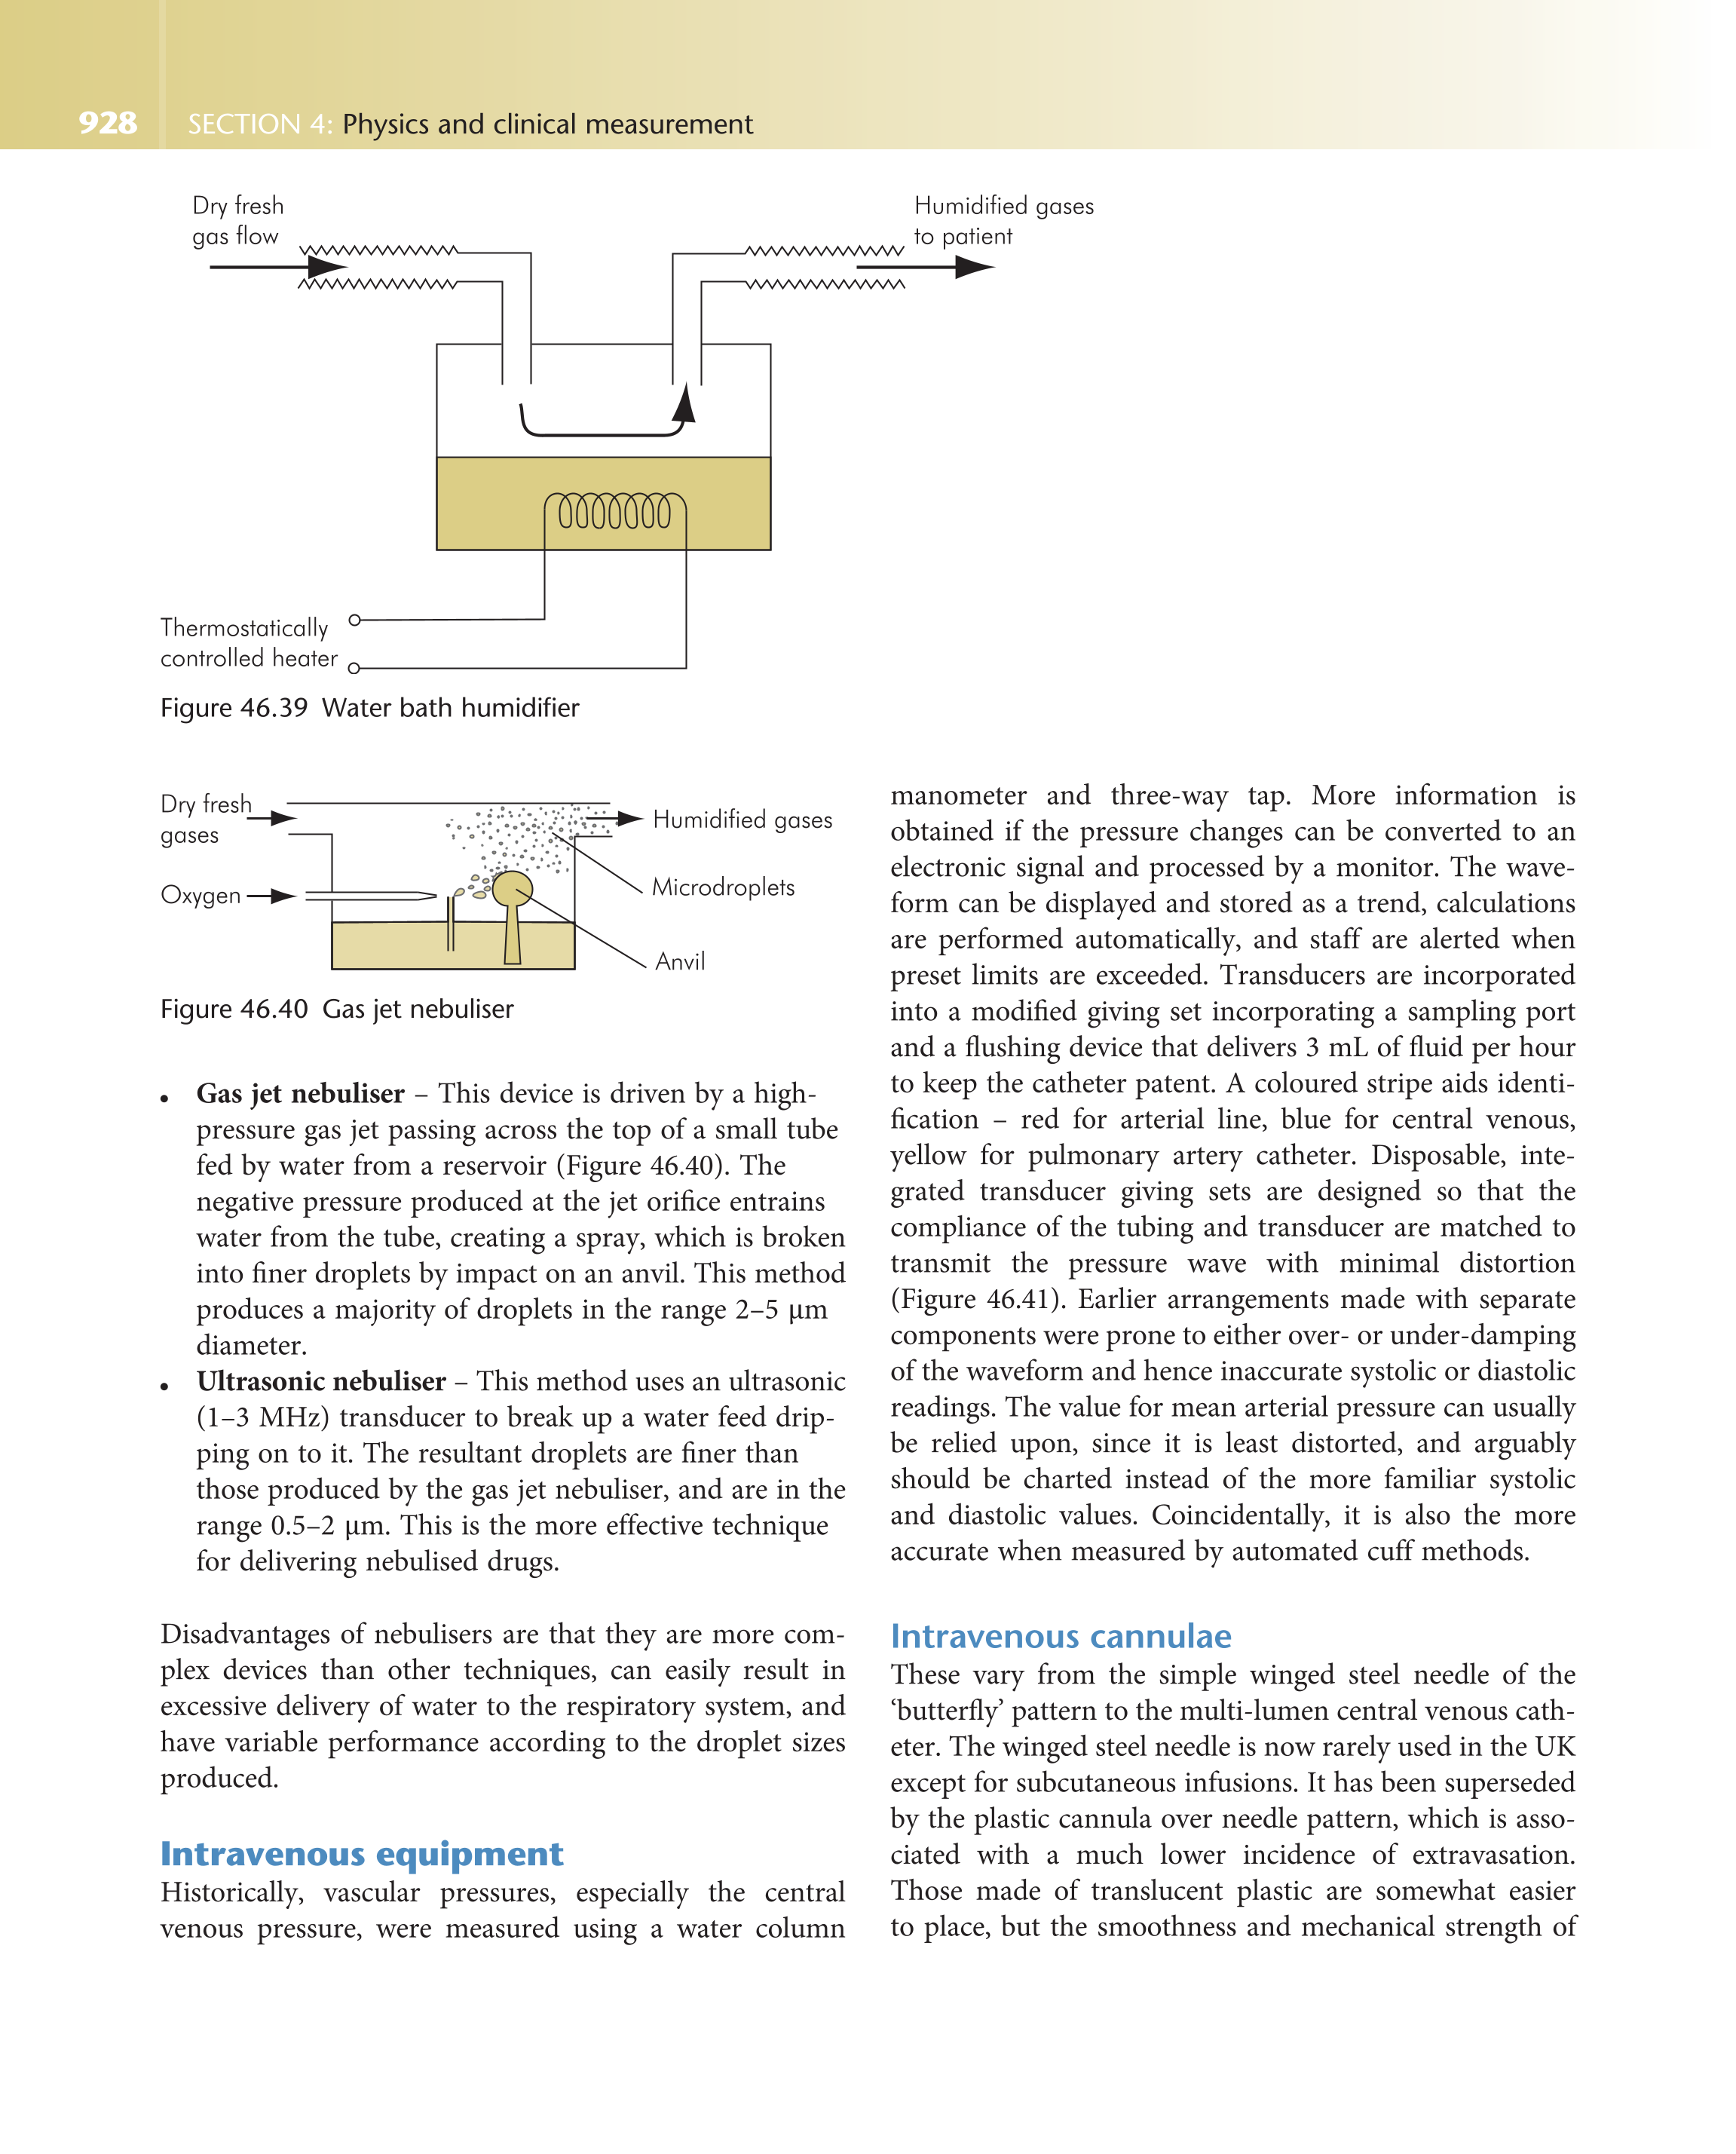 928
SECTION 4: Physics and clinical measurement
Dry fresh
gas flow
Humidified gases
to patient
Thermostatically
controlled heater
Figure 46.39 Water bath humidifier
Dry fresh
gases
Humidified gases
Oxygen
Microdroplets
Anvil
Figure 46.40 Gas jet nebuliser
• Gas jet nebuliser – This device is driven by a high-
pressure gas jet passing across the top of a small tube
fed by water from a reservoir (Figure 46.40). The
negative pressure produced at the jet orifice entrains
water from the tube, creating a spray, which is broken
into finer droplets by impact on an anvil. This method
produces a majority of droplets in the range 2–5 μm
diameter.
• Ultrasonic nebuliser – This method uses an ultrasonic
(1–3 MHz) transducer to break up a water feed drip-
ping on to it. The resultant droplets are finer than
those produced by the gas jet nebuliser, and are in the
range 0.5–2 μm. This is the more effective technique
for delivering nebulised drugs.
Disadvantages of nebulisers are that they are more com-
plex devices than other techniques, can easily result in
excessive delivery of water to the respiratory system, and
have variable performance according to the droplet sizes
produced.
Intravenous equipment
Historically, vascular pressures, especially the central
venous pressure, were measured using a water column
manometer and three-way tap. More information is
obtained if the pressure changes can be converted to an
electronic signal and processed by a monitor. The wave-
form can be displayed and stored as a trend, calculations
are performed automatically, and staff are alerted when
preset limits are exceeded. Transducers are incorporated
into a modified giving set incorporating a sampling port
and a flushing device that delivers 3 mL of fluid per hour
to keep the catheter patent. A coloured stripe aids identi-
fication – red for arterial line, blue for central venous,
yellow for pulmonary artery catheter. Disposable, inte-
grated transducer giving sets are designed so that the
compliance of the tubing and transducer are matched to
transmit the pressure wave with minimal distortion
(Figure 46.41). Earlier arrangements made with separate
components were prone to either over- or under-damping
of the waveform and hence inaccurate systolic or diastolic
readings. The value for mean arterial pressure can usually
be relied upon, since it is least distorted, and arguably
should be charted instead of the more familiar systolic
and diastolic values. Coincidentally, it is also the more
accurate when measured by automated cuff methods.
Intravenous cannulae
These vary from the simple winged steel needle of the
‘butterfly’ pattern to the multi-lumen central venous cath-
eter. The winged steel needle is now rarely used in the UK
except for subcutaneous infusions. It has been superseded
by the plastic cannula over needle pattern, which is asso-
ciated with a much lower incidence of extravasation.
Those made of translucent plastic are somewhat easier
to place, but the smoothness and mechanical strength of